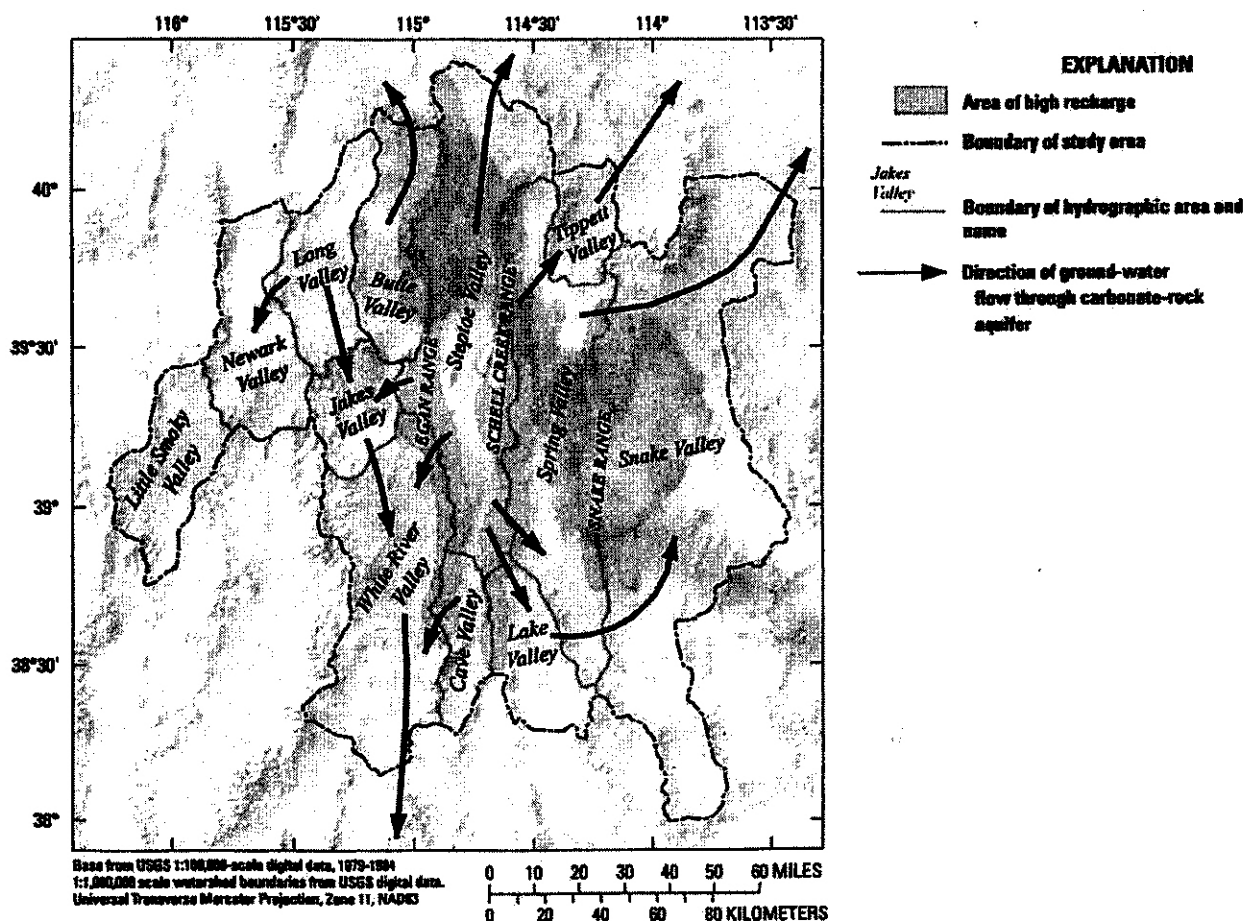 116°
115°30'
115°
114°30'
114°
113°30'
40°
39°30'
39°
38°30'
38°
Long
Valley
Butte
Valley
Newark
Valley
Jakes
Valley
Little Smoky
Valley
EGAN RANGE
Steptoe Valley
SCHELL CREEK RANGE
Tippett
Valley
Spring Valley
SNAKE RANGE
Snake Valley
White River
Valley
Cave Valley
Lake
Valley
EXPLANATION
Area of high recharge
Boundary of study area
Jakes
Valley
Boundary of hydrographic area and
name
Direction of ground-water
flow through carbonate-rock
aquifer
Base from USGS 1:100,000-scale digital data, 1979-1984
1:1,000,000 scale watershed boundaries from USGS digital data.
Universal Transverse Mercator Projection, Zone 11, NAD83
0 10 20 30 40 50 60 MILES
0 20 40 60 80 KILOMETERS